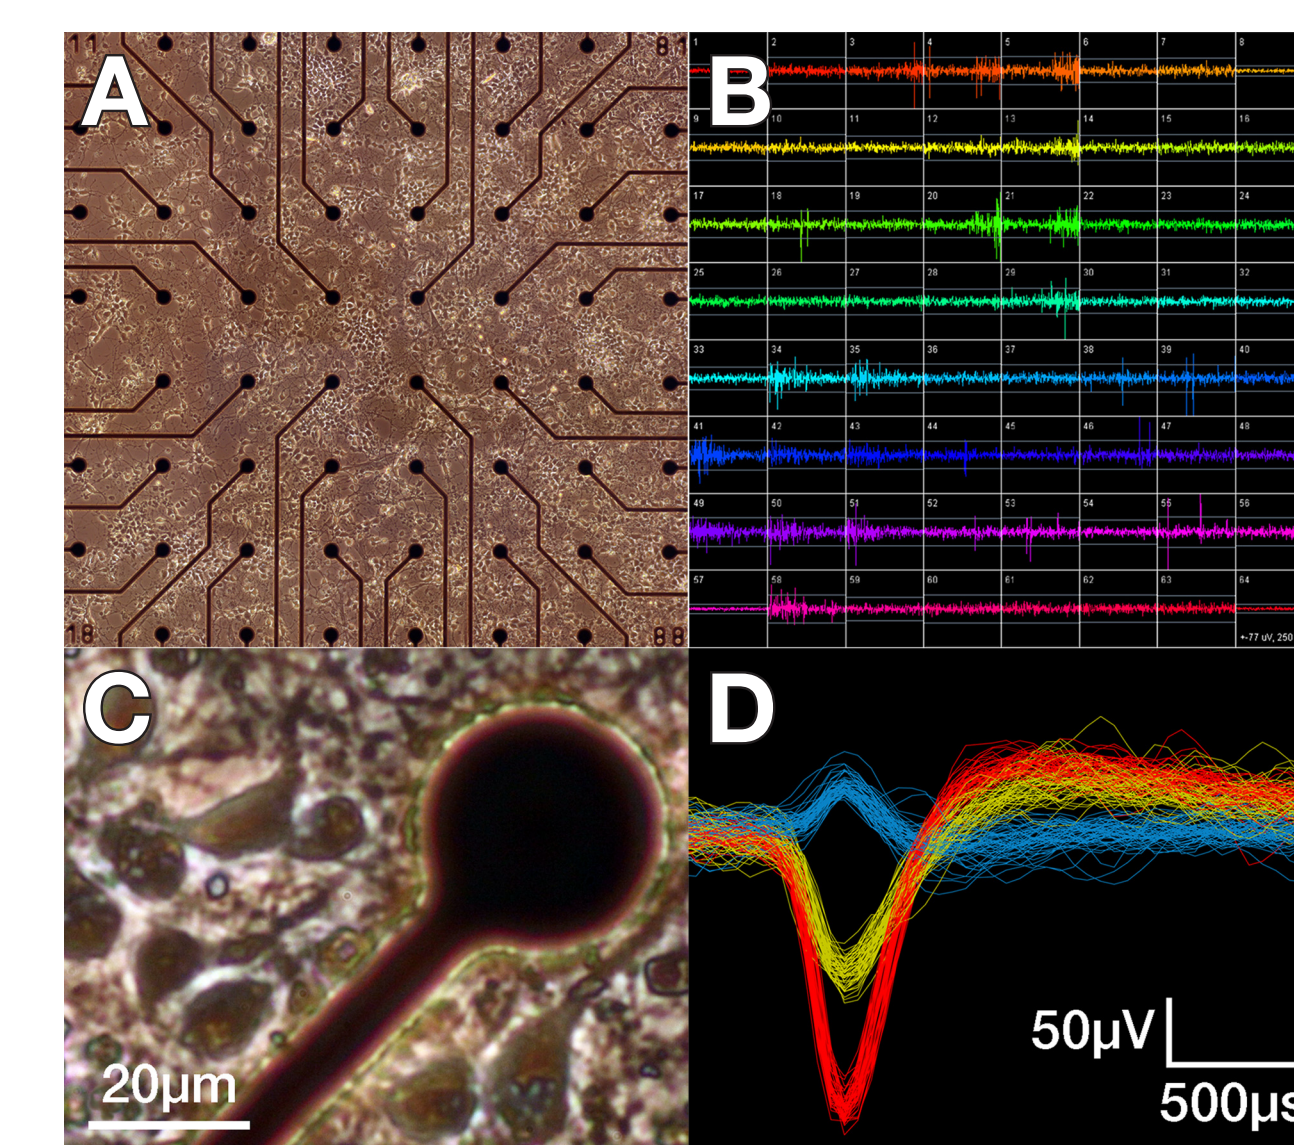 11
81
A
18
88
B
1 2 3 4 5 6 7 8
9 10 11 12 13 14 15 16
17 18 19 20 21 22 23 24
25 26 27 28 29 30 31 32
33 34 35 36 37 38 39 40
41 42 43 44 45 46 47 48
49 50 51 52 53 54 55 56
57 58 59 60 61 62 63 64
+-77 uV, 250
C
20µm
D
50µV
500µs